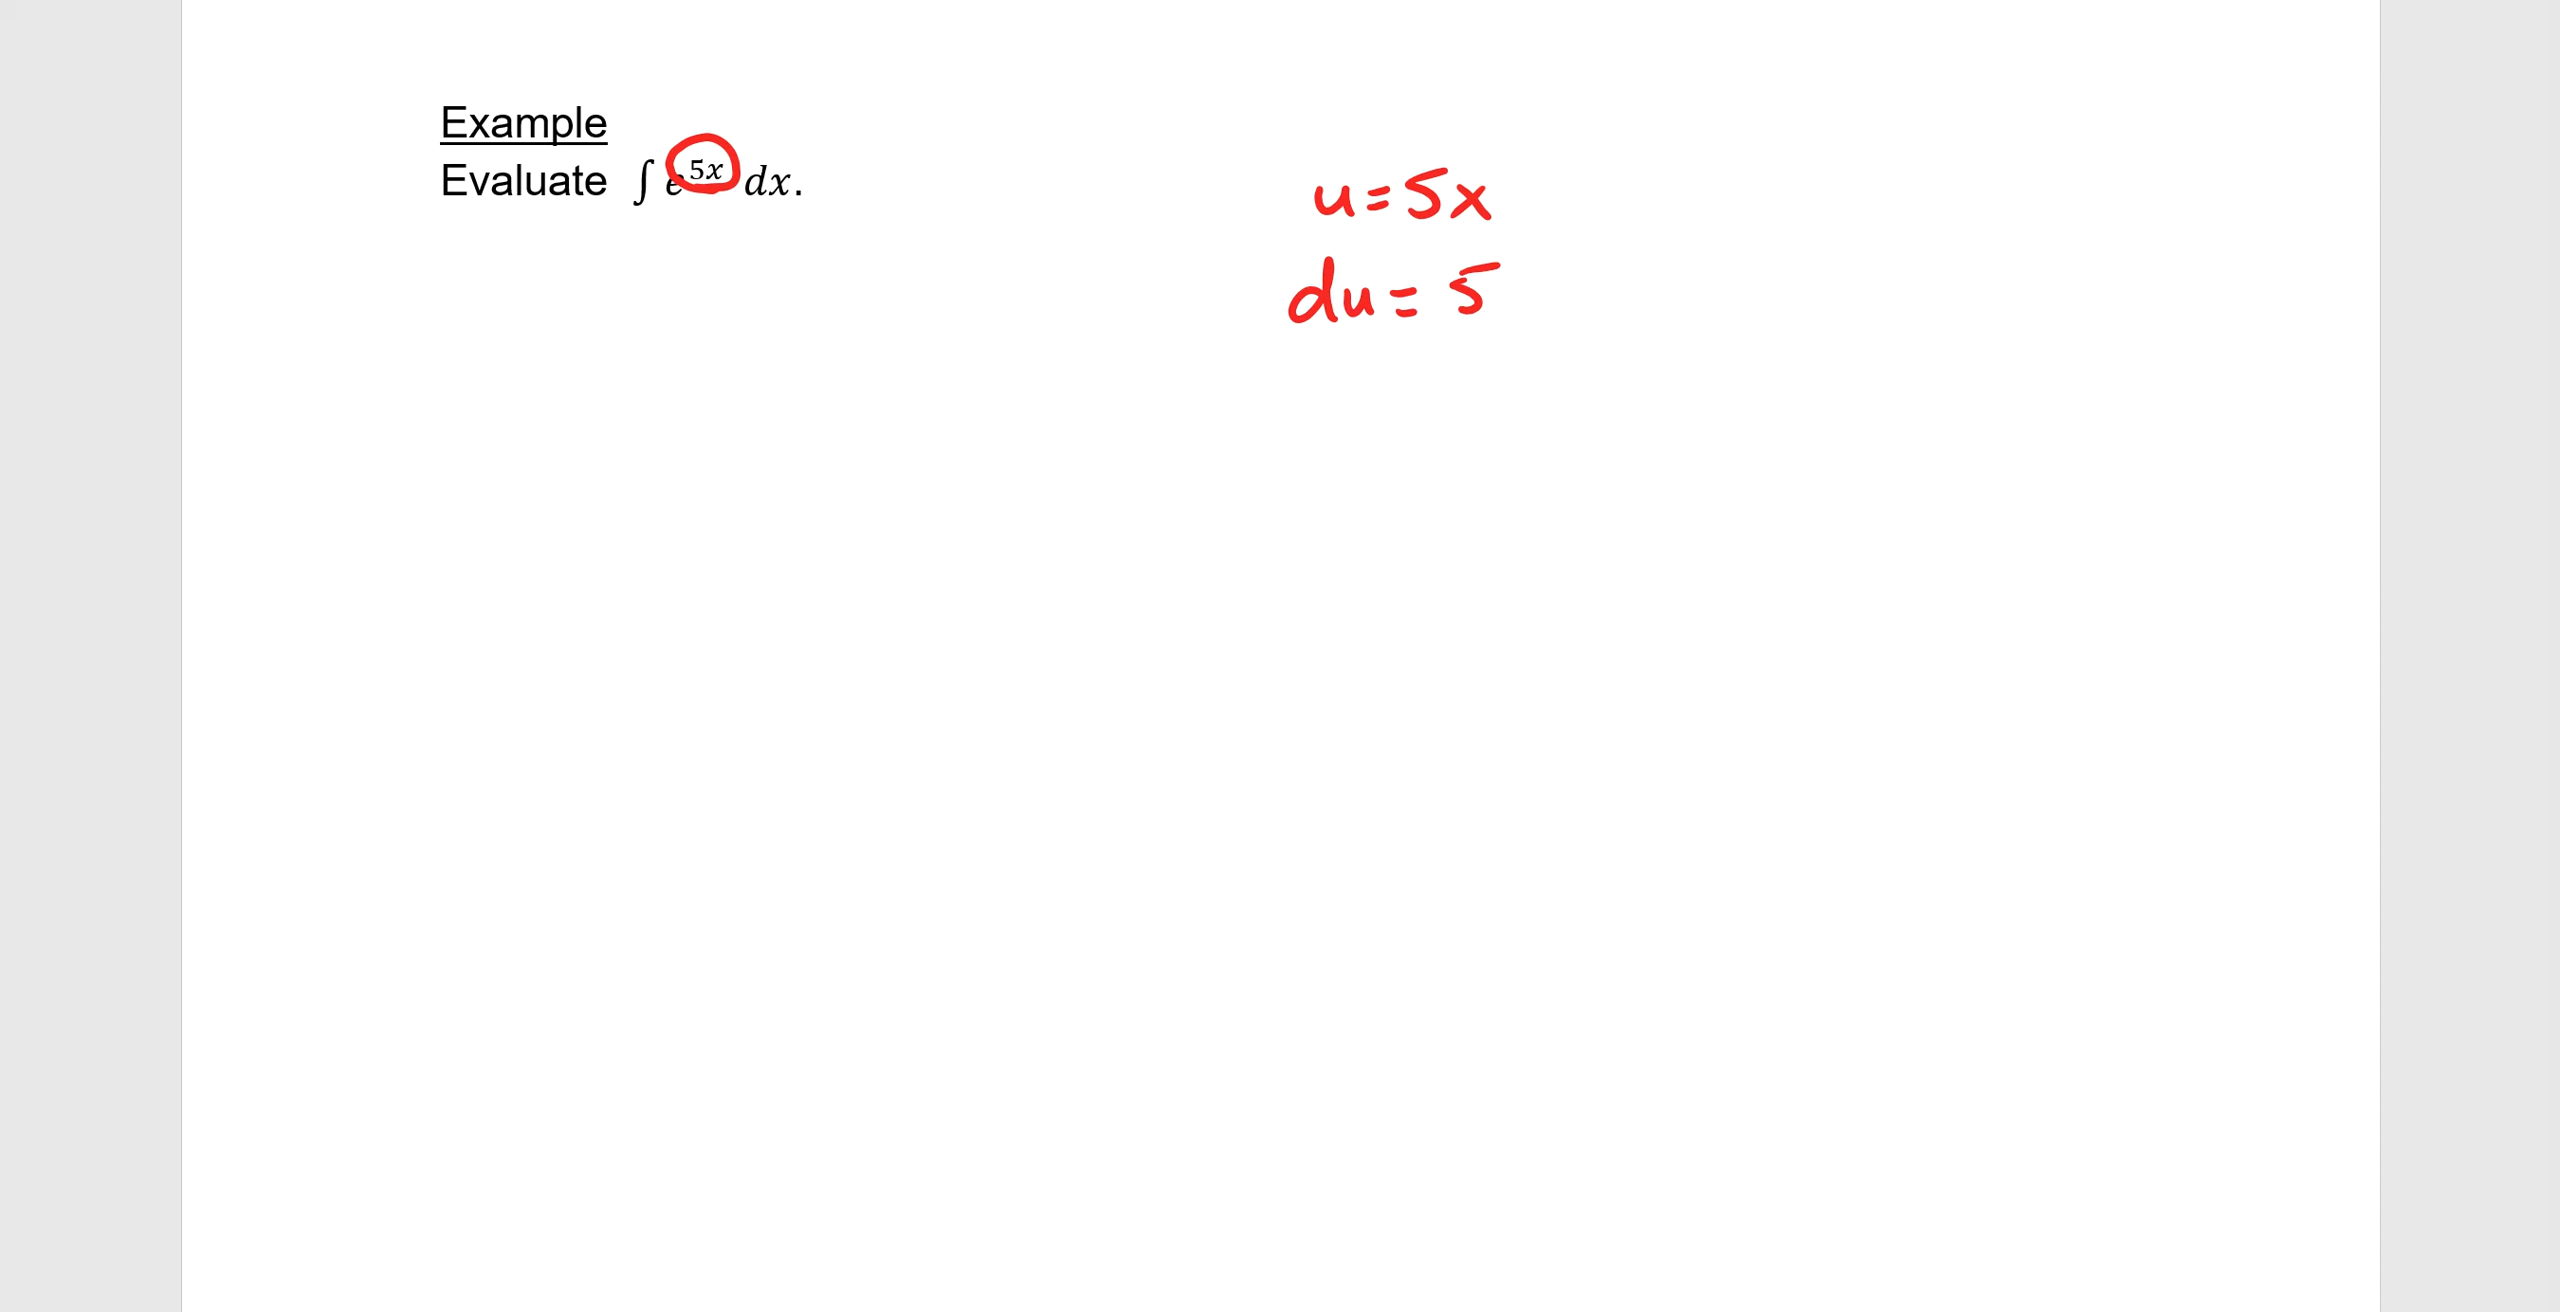 Example
Evaluate ∫ e^{5x} dx.
u = 5x
du = 5